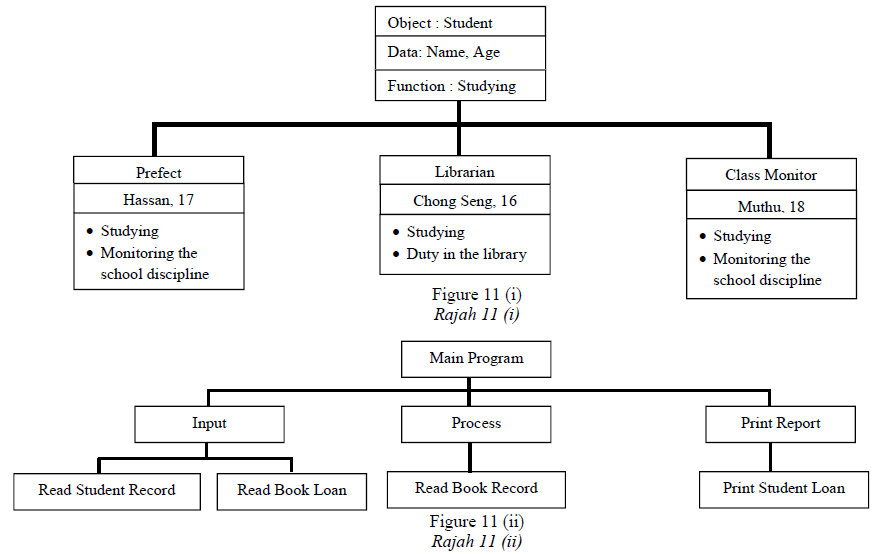 Object : Student
Data: Name, Age
Function : Studying
Prefect
Hassan, 17
• Studying
• Monitoring the
school discipline
Librarian
Chong Seng, 16
• Studying
• Duty in the library
Class Monitor
Muthu, 18
• Studying
• Monitoring the
school discipline
Figure 11 (i)
Rajah 11 (i)
Main Program
Input
Process
Print Report
Read Student Record
Read Book Loan
Read Book Record
Print Student Loan
Figure 11 (ii)
Rajah 11 (ii)